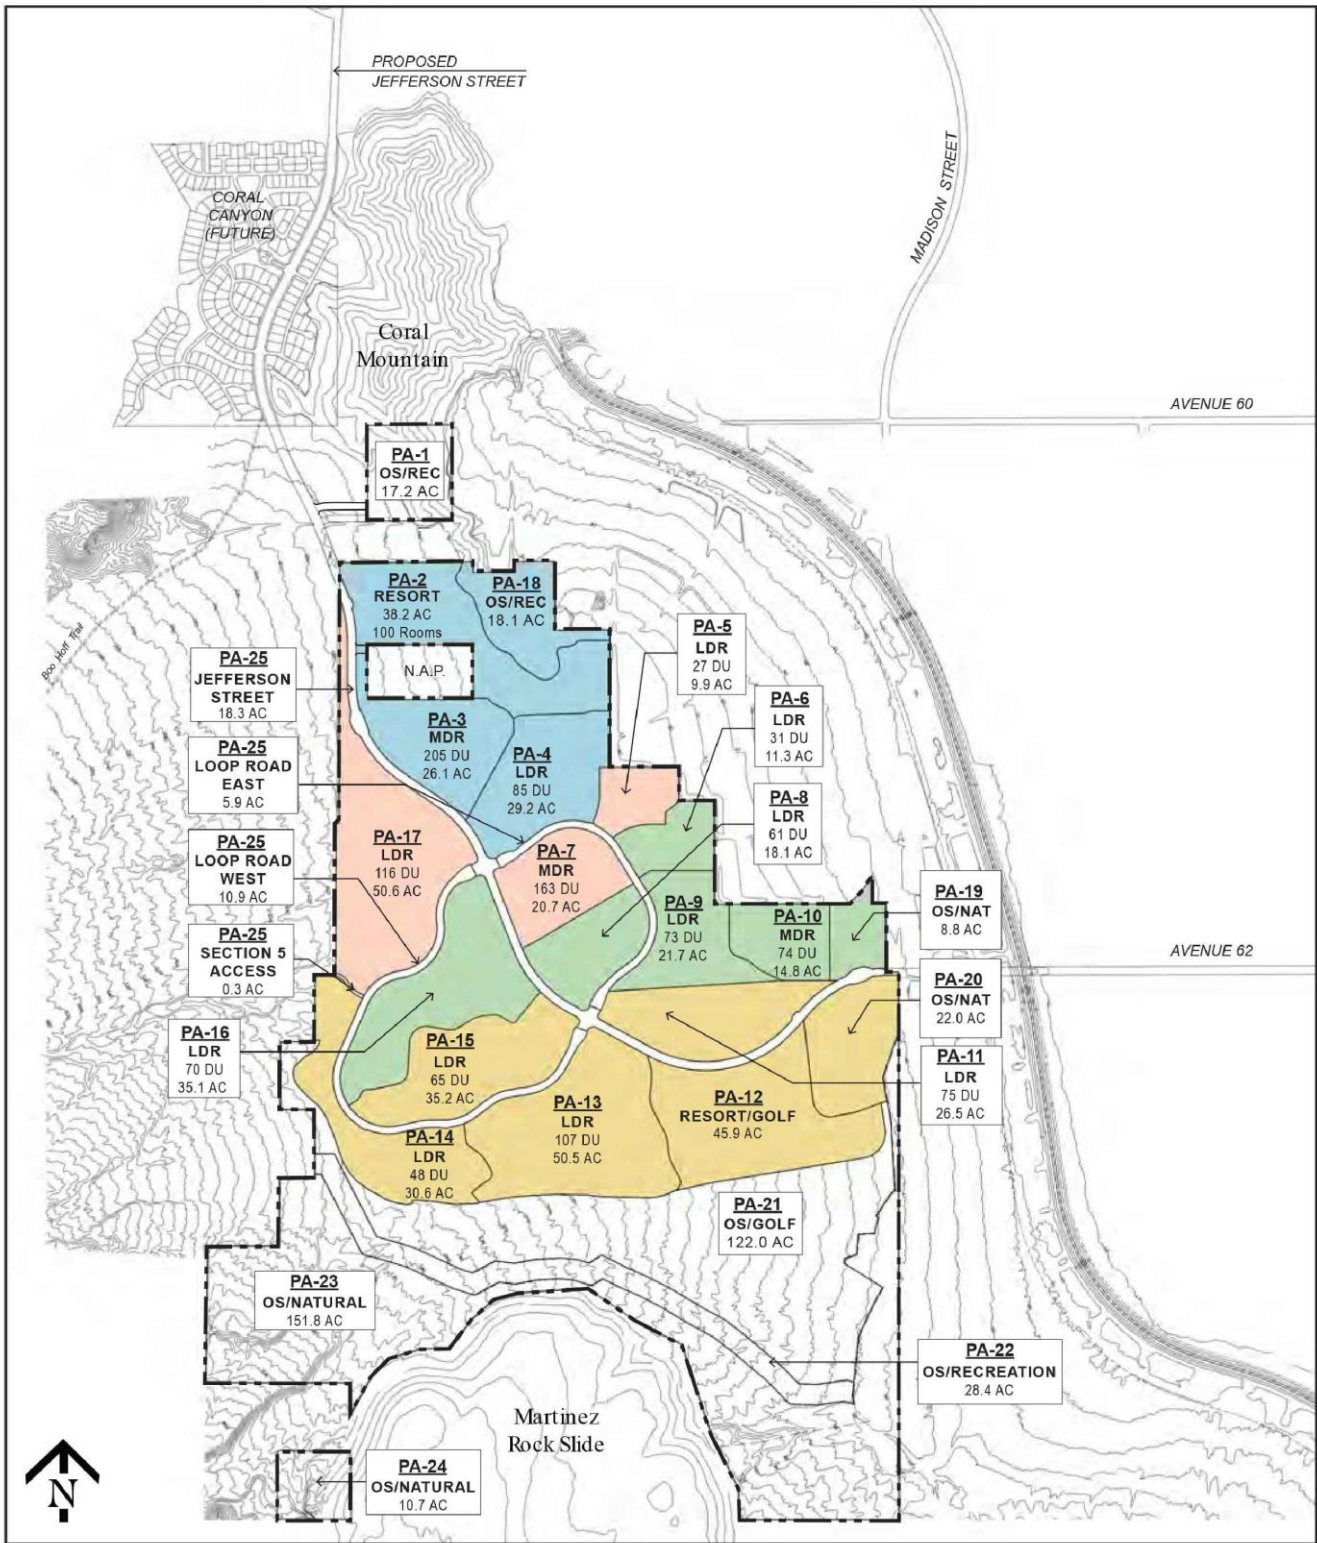 PROPOSED
JEFFERSON STREET
MADISON STREET
CORAL
CANYON
(FUTURE)
Coral
Mountain
AVENUE 60
PA-1
OS/REC
17.2 AC
PA-2
RESORT
38.2 AC
100 Rooms
PA-18
OS/REC
18.1 AC
Boo Hoff Trail
N.A.P.
PA-5
LDR
27 DU
9.9 AC
PA-25
JEFFERSON
STREET
18.3 AC
PA-6
LDR
31 DU
11.3 AC
PA-3
MDR
205 DU
26.1 AC
PA-4
LDR
85 DU
29.2 AC
PA-25
LOOP ROAD
EAST
5.9 AC
PA-8
LDR
61 DU
18.1 AC
PA-17
LDR
116 DU
50.6 AC
PA-7
MDR
163 DU
20.7 AC
PA-25
LOOP ROAD
WEST
10.9 AC
PA-9
LDR
73 DU
21.7 AC
PA-10
MDR
74 DU
14.8 AC
PA-19
OS/NAT
8.8 AC
PA-25
SECTION 5
ACCESS
0.3 AC
AVENUE 62
PA-20
OS/NAT
22.0 AC
PA-16
LDR
70 DU
35.1 AC
PA-15
LDR
65 DU
35.2 AC
PA-11
LDR
75 DU
26.5 AC
PA-12
RESORT/GOLF
45.9 AC
PA-13
LDR
107 DU
50.5 AC
PA-14
LDR
48 DU
30.6 AC
PA-21
OS/GOLF
122.0 AC
PA-23
OS/NATURAL
151.8 AC
PA-22
OS/RECREATION
28.4 AC
Martinez
Rock Slide
PA-24
OS/NATURAL
10.7 AC
N